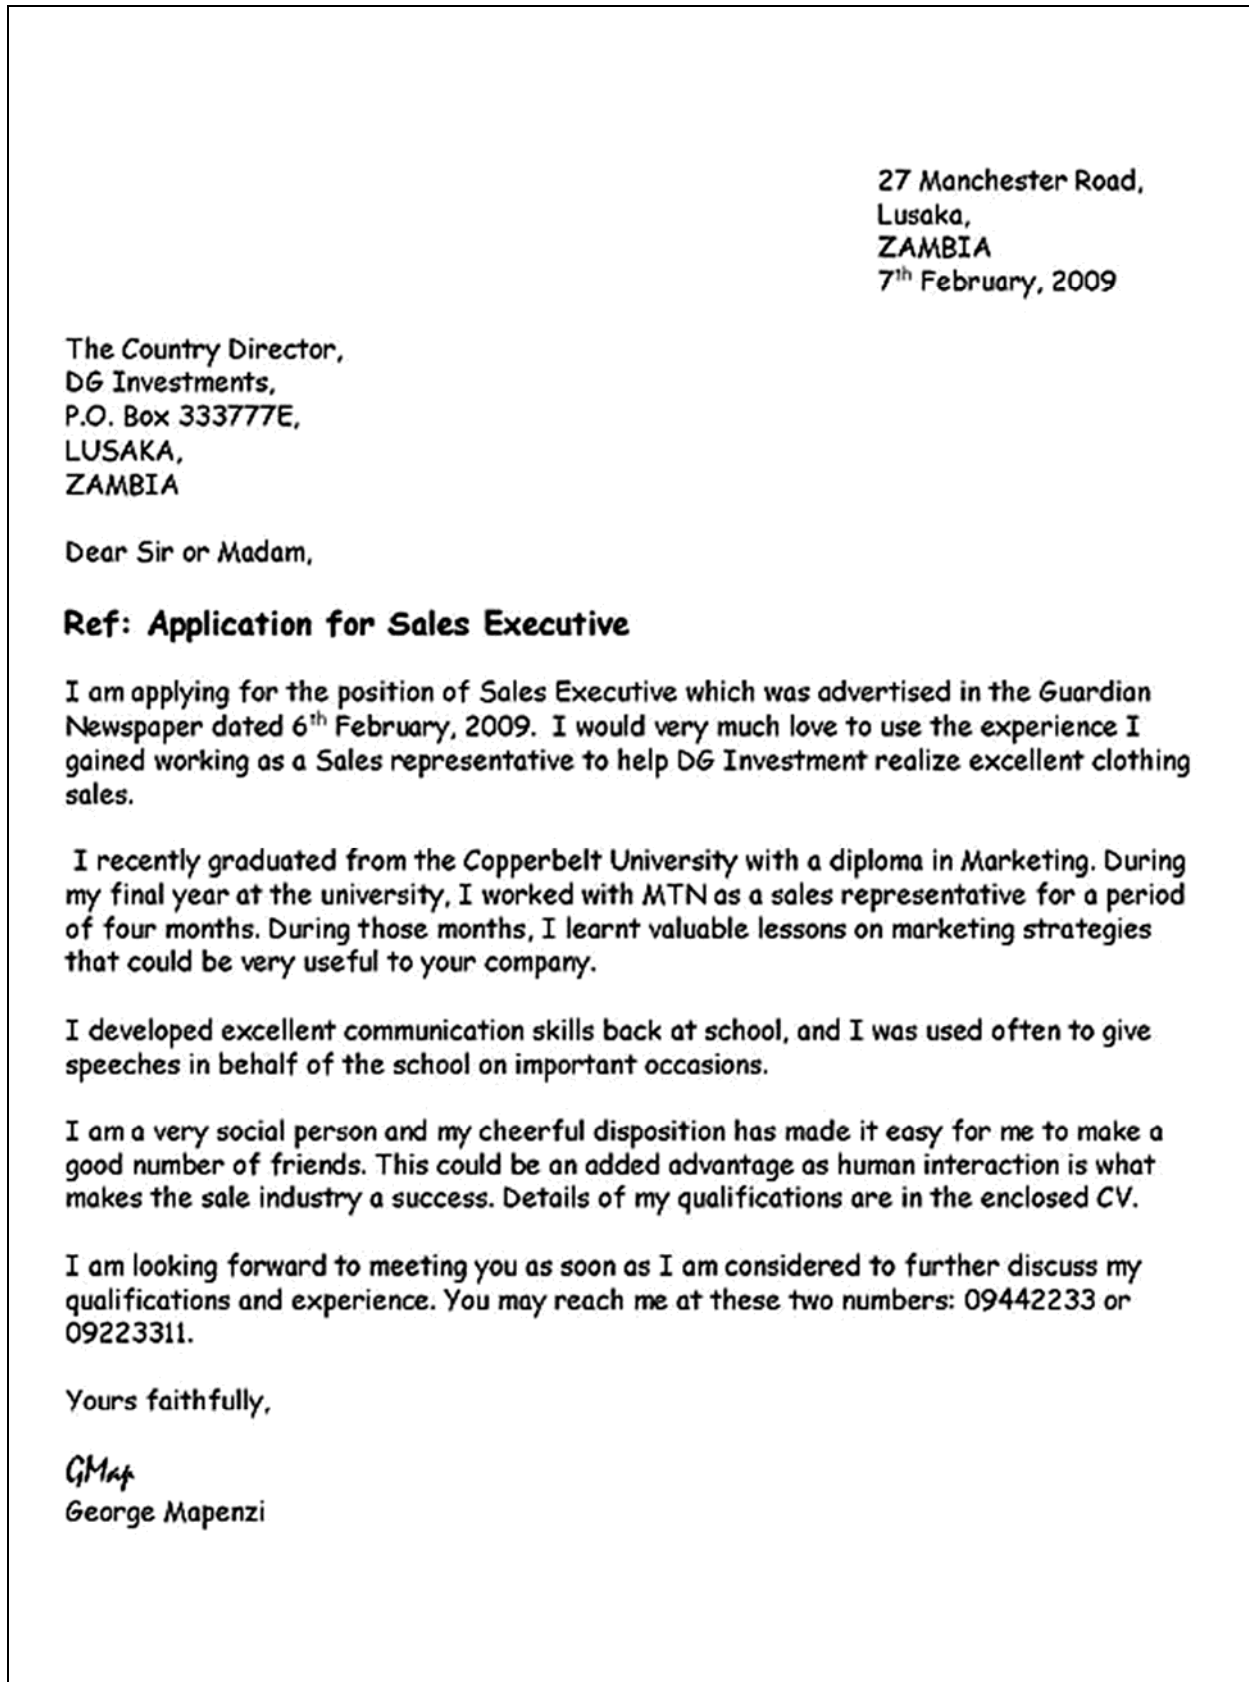 27 Manchester Road,
Lusaka,
ZAMBIA
7th February, 2009
The Country Director,
DG Investments,
P.O. Box 333777E,
LUSAKA,
ZAMBIA
Dear Sir or Madam,
Ref: Application for Sales Executive
I am applying for the position of Sales Executive which was advertised in the Guardian
Newspaper dated 6th February, 2009. I would very much love to use the experience I
gained working as a Sales representative to help DG Investment realize excellent clothing
sales.
I recently graduated from the Copperbelt University with a diploma in Marketing. During
my final year at the university, I worked with MTN as a sales representative for a period
of four months. During those months, I learnt valuable lessons on marketing strategies
that could be very useful to your company.
I developed excellent communication skills back at school, and I was used often to give
speeches in behalf of the school on important occasions.
I am a very social person and my cheerful disposition has made it easy for me to make a
good number of friends. This could be an added advantage as human interaction is what
makes the sale industry a success. Details of my qualifications are in the enclosed CV.
I am looking forward to meeting you as soon as I am considered to further discuss my
qualifications and experience. You may reach me at these two numbers: 09442233 or
09223311.
Yours faithfully,
GMap
George Mapenzi